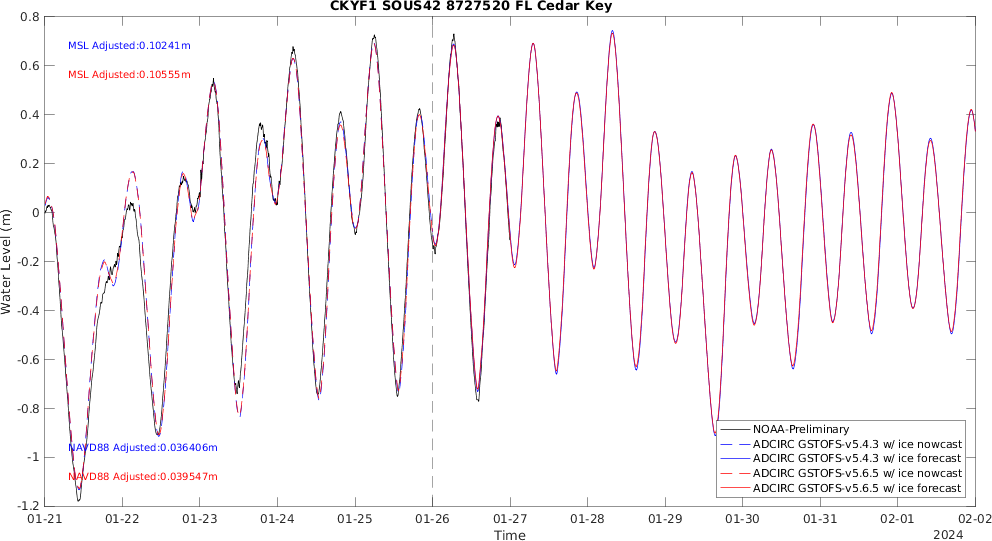 CKYF1 SOUS42 8727520 FL Cedar Key
0.8
0.6
0.4
0.2
0
-0.2
-0.4
-0.6
-0.8
-1
-1.2
Water Level (m)
MSL Adjusted:0.10241m
MSL Adjusted:0.10555m
NAVD88 Adjusted:0.036406m
NAVD88 Adjusted:0.039547m
NOAA-Preliminary
ADCIRC GSTOFS-v5.4.3 w/ ice nowcast
ADCIRC GSTOFS-v5.4.3 w/ ice forecast
ADCIRC GSTOFS-v5.6.5 w/ ice nowcast
ADCIRC GSTOFS-v5.6.5 w/ ice forecast
01-21 01-22 01-23 01-24 01-25 01-26 01-27 01-28 01-29 01-30 01-31 02-01 02-02
Time
2024